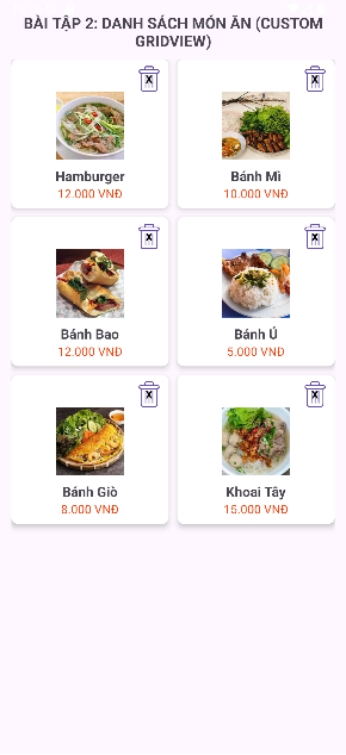 BÀI TẬP 2: DANH SÁCH MÓN ĂN (CUSTOM
GRIDVIEW)
Hamburger
12.000 VNĐ
Bánh Mì
10.000 VNĐ
Bánh Bao
12.000 VNĐ
Bánh Ú
5.000 VNĐ
Bánh Giò
8.000 VNĐ
Khoai Tây
15.000 VNĐ